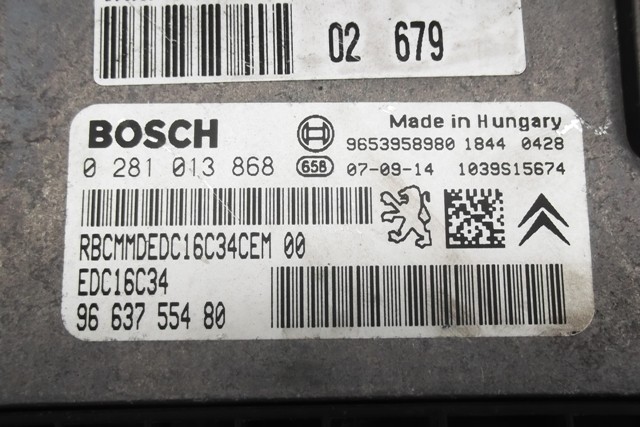 02 679
BOSCH
Made in Hungary
9653958980 1844 0428
0 281 013 868 65B 07-09-14 1039S15674
RBCMMDEDC16C34CEM 00
EDC16C34
96 637 554 80